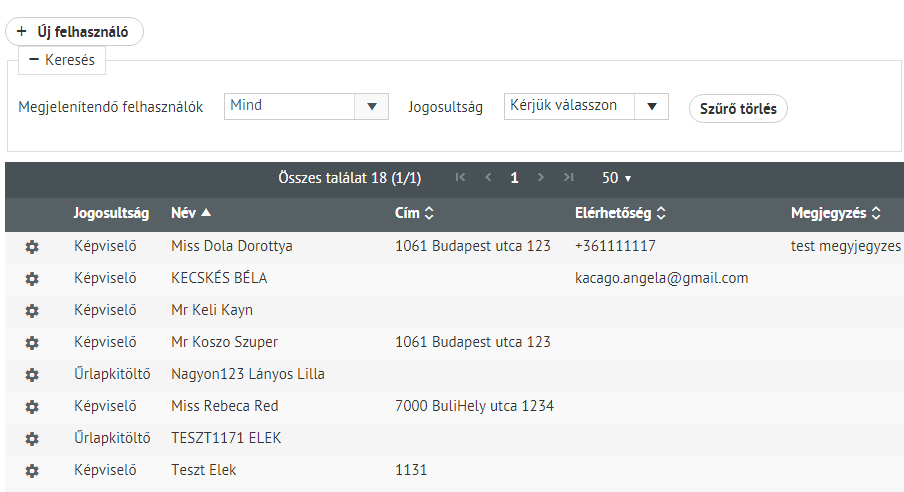 + Új felhasználó
− Keresés
Megjelenítendő felhasználók Mind ▼ Jogosultság Kérjük válasszon ▼ Szűrő törlés
Összes találat 18 (1/1) 1 50 ▼
Jogosultság Név ▲ Cím Elérhetőség Megjegyzés
Képviselő Miss Dola Dorottya 1061 Budapest utca 123 +361111117 test megyjegyzes
Képviselő KECSKÉS BÉLA kacago.angela@gmail.com
Képviselő Mr Keli Kayn
Képviselő Mr Koszo Szuper 1061 Budapest utca 123
Űrlapkitöltő Nagyon123 Lányos Lilla
Képviselő Miss Rebeca Red 7000 BuliHely utca 1234
Űrlapkitöltő TESZT1171 ELEK
Képviselő Teszt Elek 1131